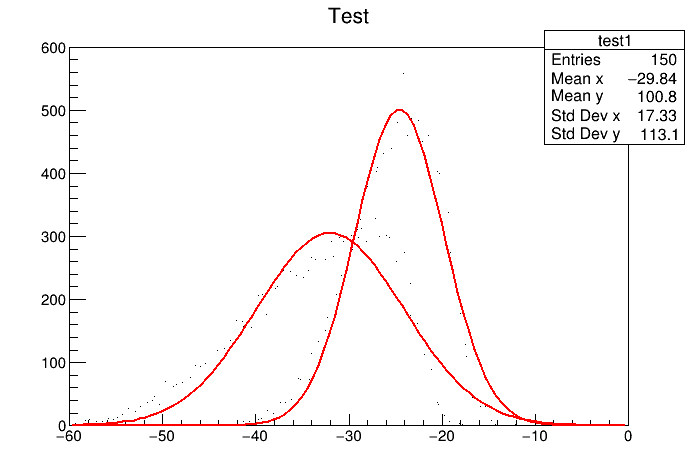 Test
test1
Entries 150
Mean x −29.84
Mean y 100.8
Std Dev x 17.33
Std Dev y 113.1
600
500
400
300
200
100
0
−60 −50 −40 −30 −20 −10 0